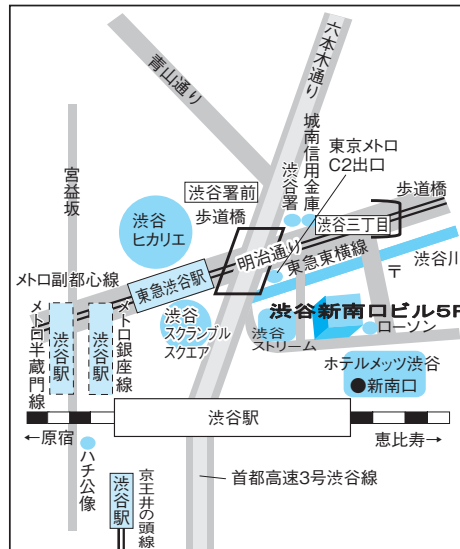 六本木通り
青山通り
城南信用金庫
渋谷署
東京メトロ
C2出口
宮益坂
渋谷署前
歩道橋
歩道橋
渋谷三丁目
渋谷
ヒカリエ
明治通り
東急東横線
渋谷川
〒
メトロ副都心線
東急渋谷駅
渋谷新南口ビル5F
メトロ半蔵門線
渋谷駅
渋谷駅
メトロ銀座線
渋谷
スクランブル
スクエア
渋谷
ストリーム
ローソン
ホテルメッツ渋谷
●新南口
渋谷駅
←原宿
恵比寿→
ハチ公像
渋谷駅
京王井の頭線
首都高速3号渋谷線